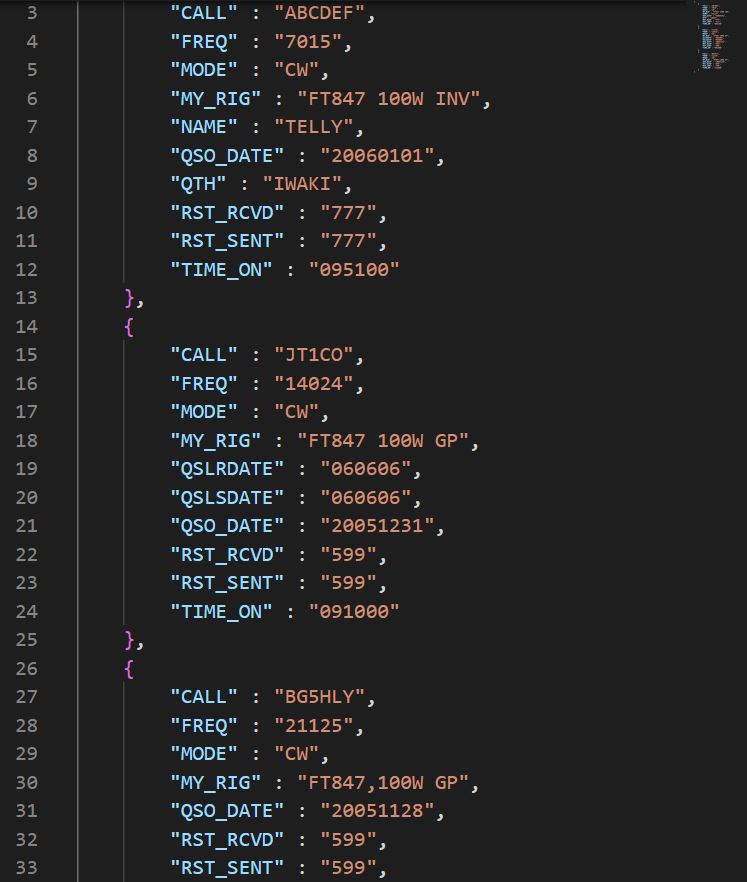 3 "CALL" : "ABCDEF",
4 "FREQ" : "7015",
5 "MODE" : "CW",
6 "MY_RIG" : "FT847 100W INV",
7 "NAME" : "TELLY",
8 "QSO_DATE" : "20060101",
9 "QTH" : "IWAKI",
10 "RST_RCVD" : "777",
11 "RST_SENT" : "777",
12 "TIME_ON" : "095100"
13 },
14 {
15 "CALL" : "JT1CO",
16 "FREQ" : "14024",
17 "MODE" : "CW",
18 "MY_RIG" : "FT847 100W GP",
19 "QSLRDATE" : "060606",
20 "QSLSDATE" : "060606",
21 "QSO_DATE" : "20051231",
22 "RST_RCVD" : "599",
23 "RST_SENT" : "599",
24 "TIME_ON" : "091000"
25 },
26 {
27 "CALL" : "BG5HLY",
28 "FREQ" : "21125",
29 "MODE" : "CW",
30 "MY_RIG" : "FT847,100W GP",
31 "QSO_DATE" : "20051128",
32 "RST_RCVD" : "599",
33 "RST_SENT" : "599",